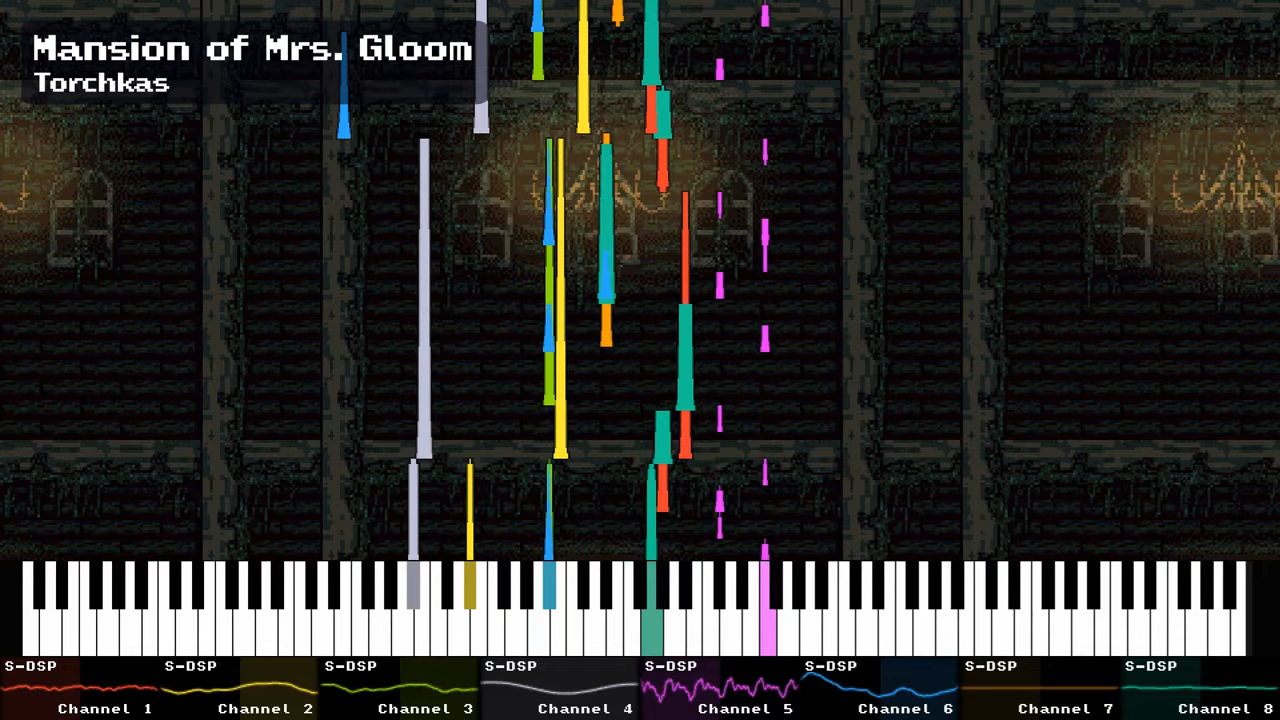 Mansion of Mrs. Gloom
Torchkas
S-DSP S-DSP S-DSP S-DSP S-DSP S-DSP S-DSP S-DSP
Channel 1 Channel 2 Channel 3 Channel 4 Channel 5 Channel 6 Channel 7 Channel 8